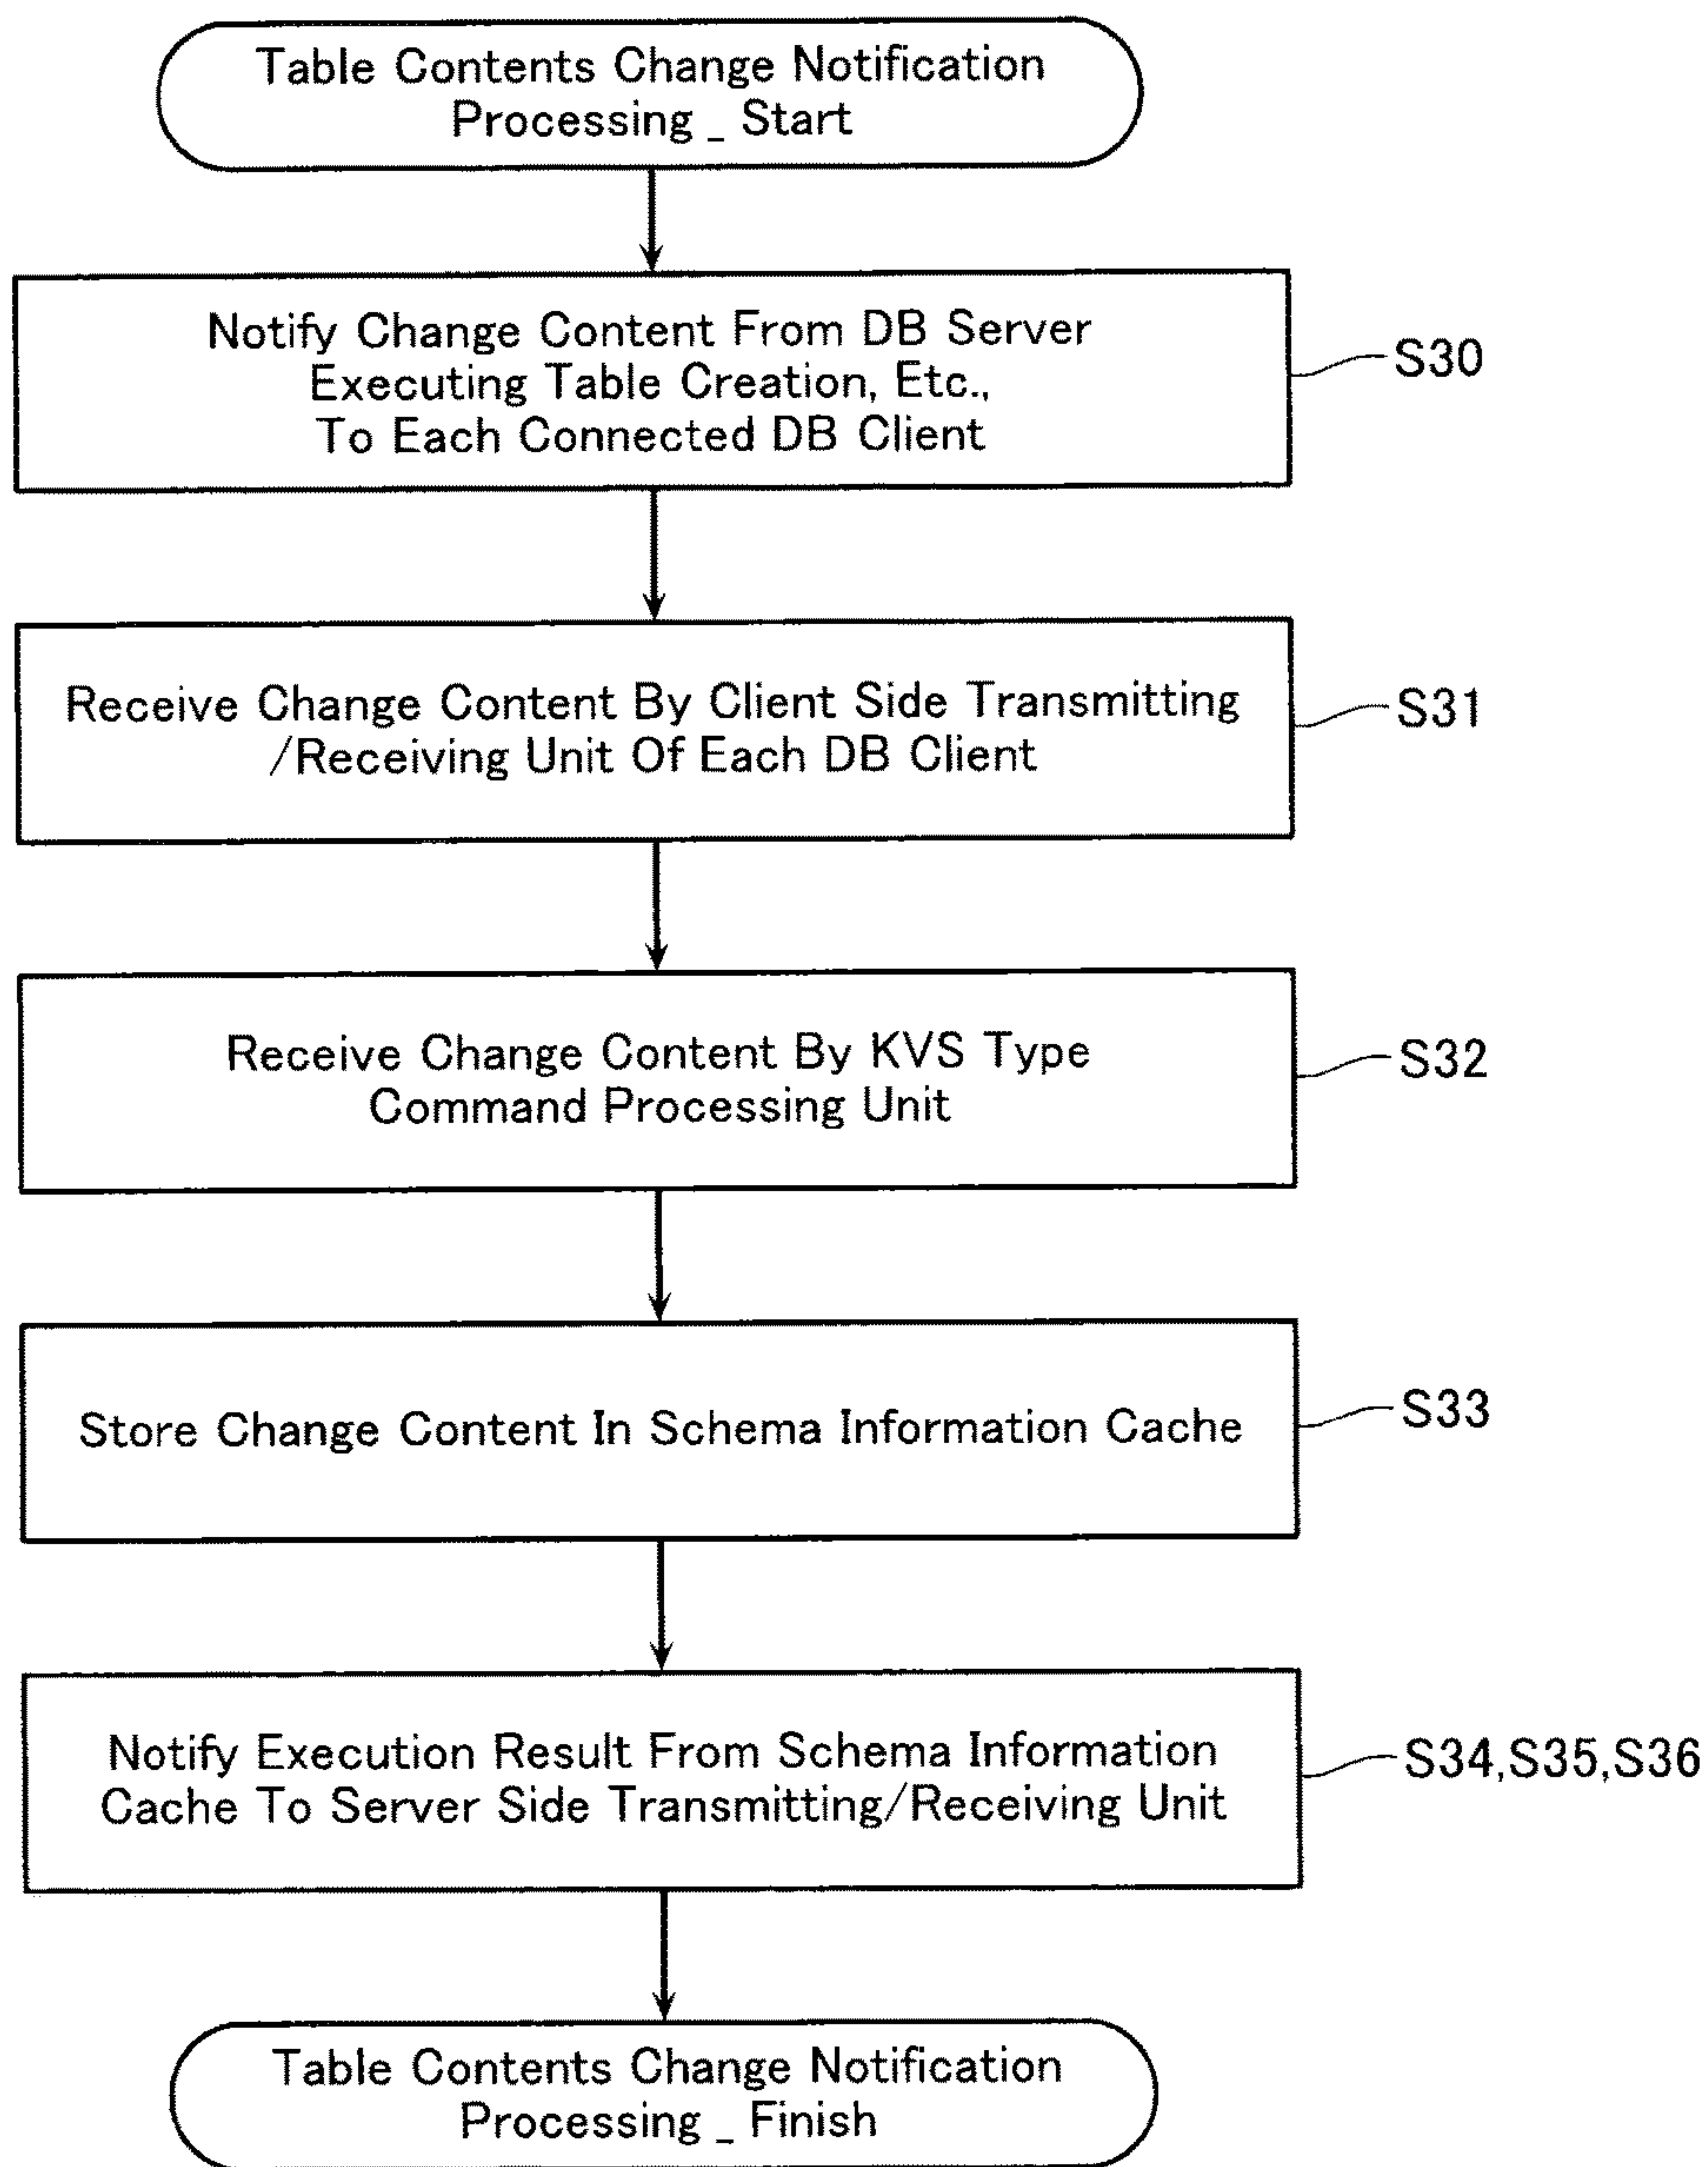 Table Contents Change Notification
Processing _ Start
Notify Change Content From DB Server
Executing Table Creation, Etc.,
To Each Connected DB Client
S30
Receive Change Content By Client Side Transmitting
/Receiving Unit Of Each DB Client
S31
Receive Change Content By KVS Type
Command Processing Unit
S32
Store Change Content In Schema Information Cache
S33
Notify Execution Result From Schema Information
Cache To Server Side Transmitting/Receiving Unit
S34,S35,S36
Table Contents Change Notification
Processing _ Finish